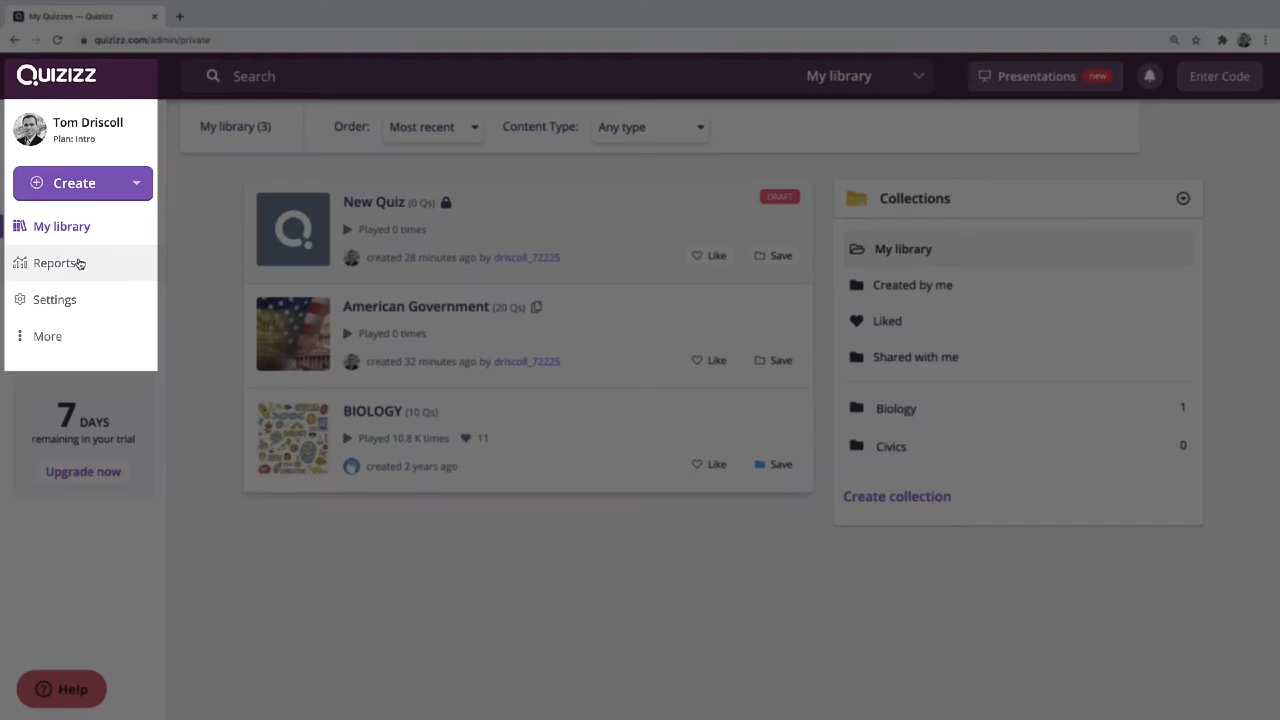 My Quizzes — Quizizz
quizizz.com/admin/private
QUIZIZZ
Search
My library
Presentations new
Enter Code
Tom Driscoll
Plan: Intro
Create
My library
Reports
Settings
More
7 DAYS
remaining in your trial
Upgrade now
Help
My library (3)
Order:
Most recent
Content Type:
Any type
New Quiz (0 Qs)
DRAFT
Played 0 times
created 28 minutes ago by driscoll_72225
Like
Save
American Government (20 Qs)
Played 0 times
created 32 minutes ago by driscoll_72225
Like
Save
BIOLOGY (10 Qs)
Played 10.8 K times 11
created 2 years ago
Like
Save
Collections
My library
Created by me
Liked
Shared with me
Biology 1
Civics 0
Create collection